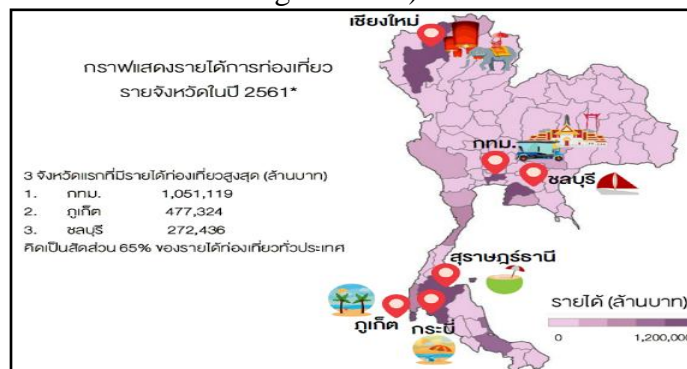 กราฟแสดงรายได้การท่องเที่ยว
รายจังหวัดในปี 2561*
3 จังหวัดแรกที่มีรายได้ท่องเที่ยวสูงสุด (ล้านบาท)
1. กทม. 1,051,119
2. ภูเก็ต 477,324
3. ชลบุรี 272,436
คิดเป็นสัดส่วน 65% ของรายได้ท่องเที่ยวทั่วประเทศ
เชียงใหม่
กทม.
ชลบุรี
สุราษฎร์ธานี
ภูเก็ต
กระบี่
รายได้ (ล้านบาท)
0 1,200,000